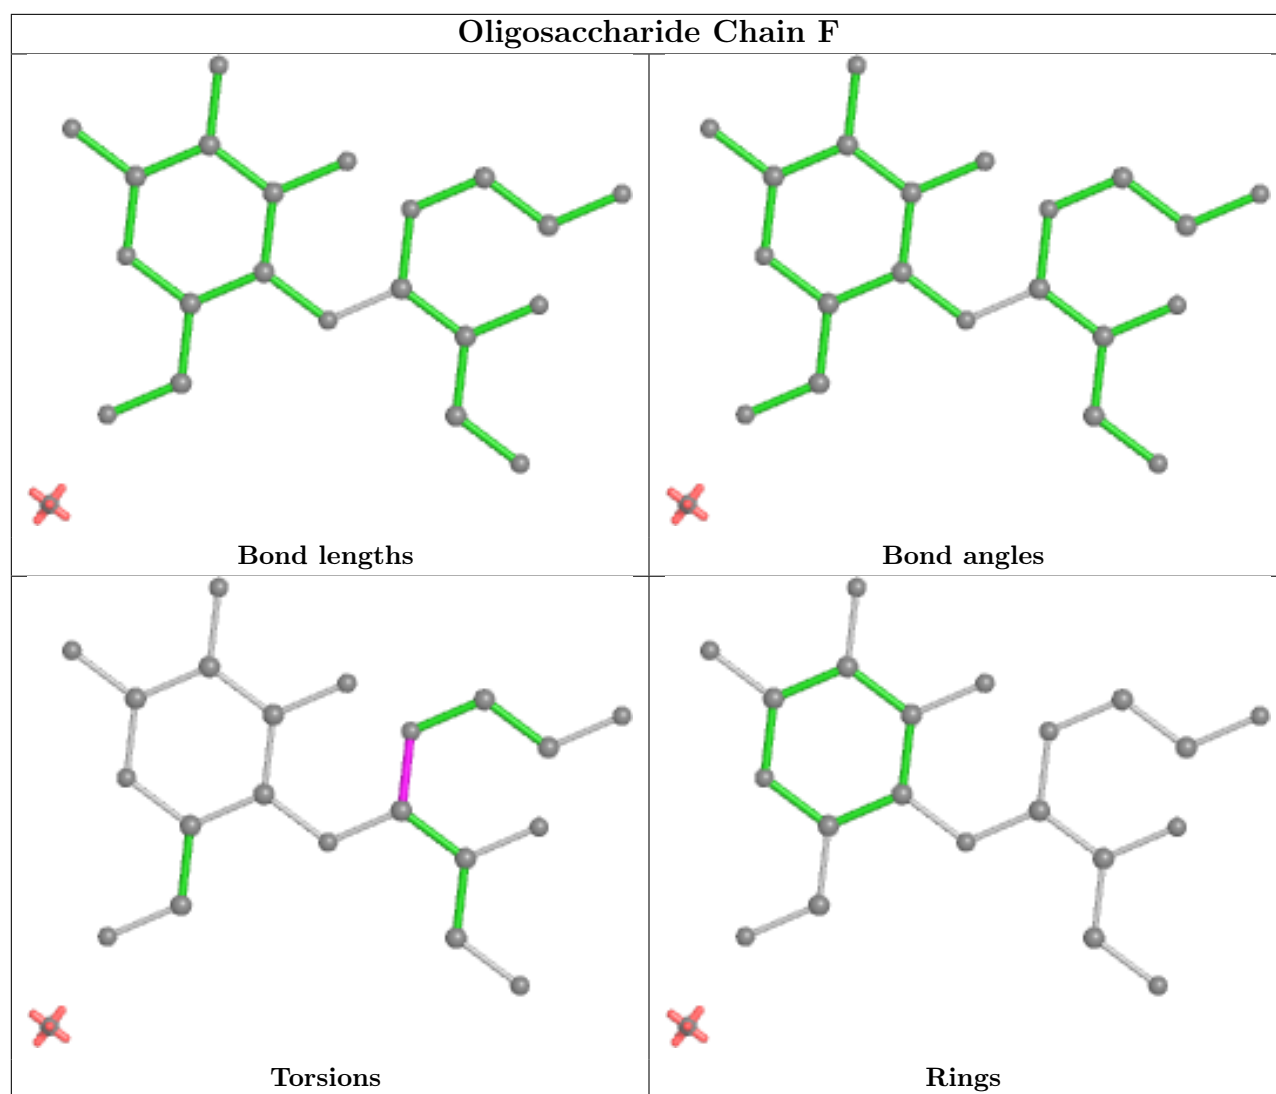 Oligosaccharide Chain F
Bond lengths
Bond angles
Torsions
Rings